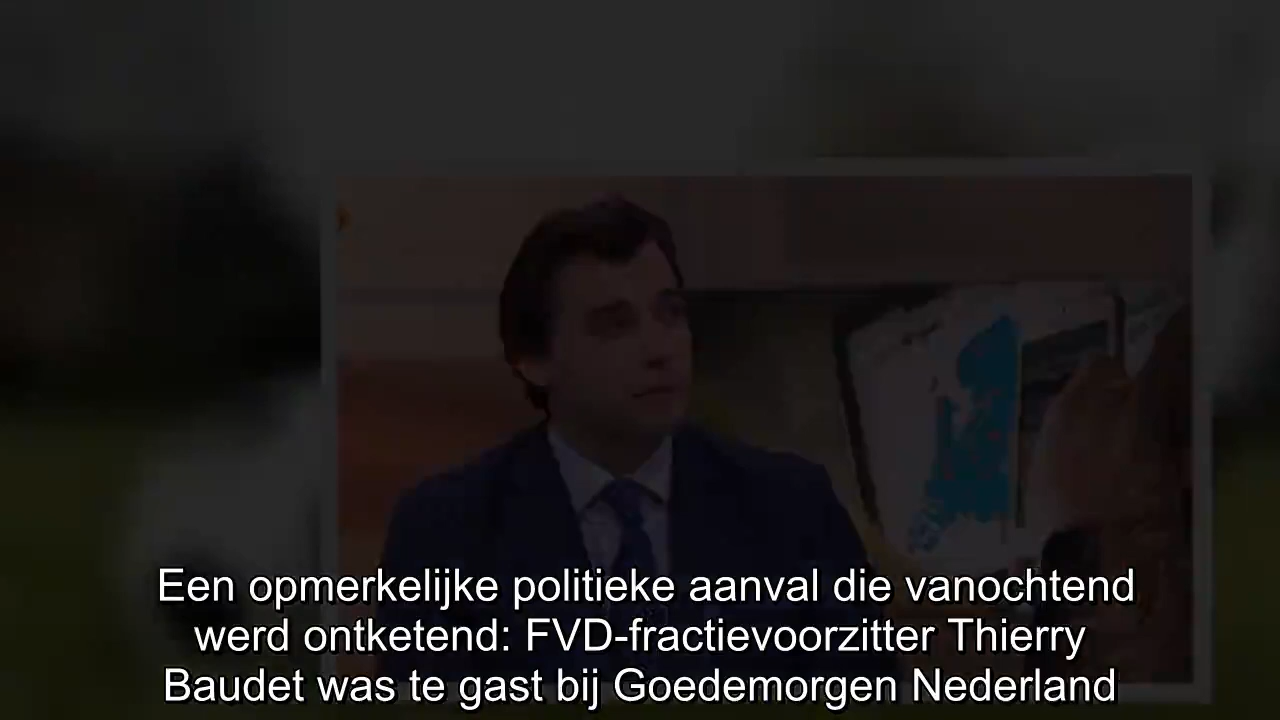 Een opmerkelijke politieke aanval die vanochtend
werd ontketend: FVD-fractievoorzitter Thierry
Baudet was te gast bij Goedemorgen Nederland